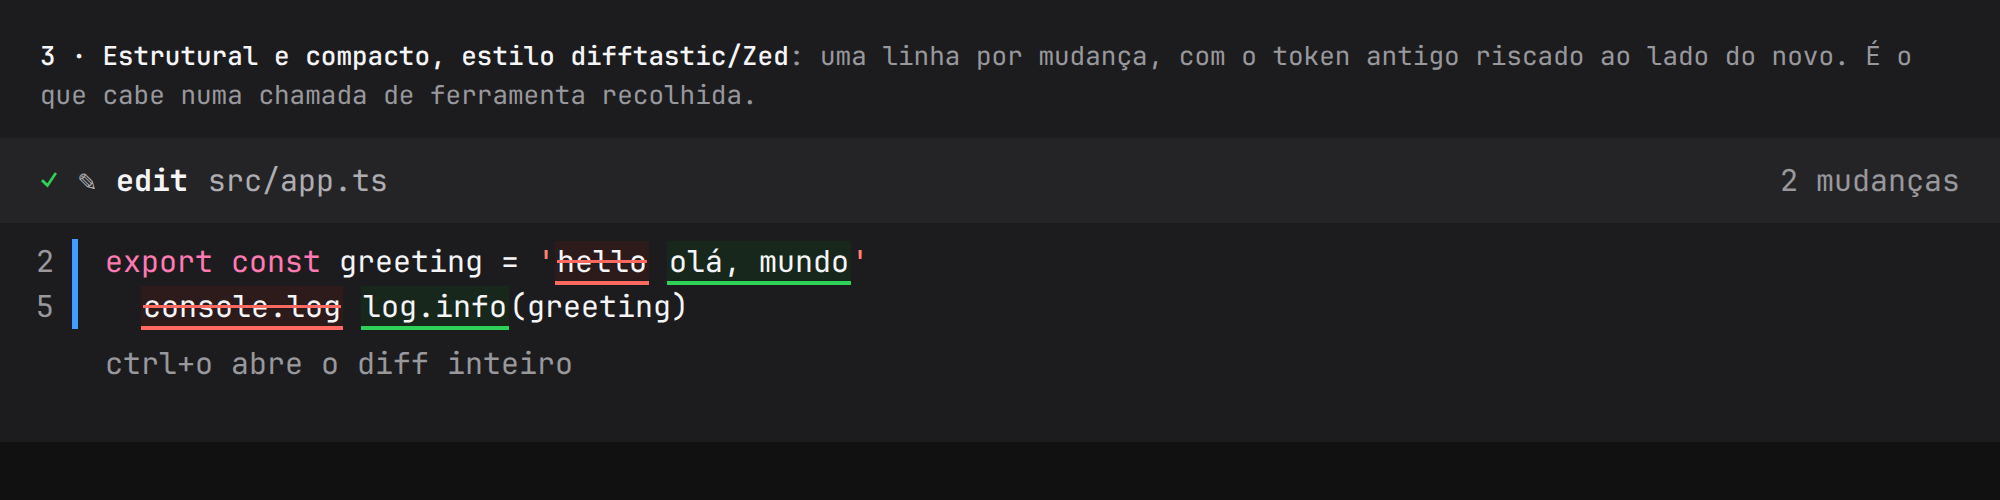 3 · Estrutural e compacto, estilo difftastic/Zed: uma linha por mudança, com o token antigo riscado ao lado do novo. É o
que cabe numa chamada de ferramenta recolhida.
✓ ✎ edit src/app.ts 2 mudanças
2 export const greeting = 'hello olá, mundo'
5 console.log log.info(greeting)
ctrl+o abre o diff inteiro